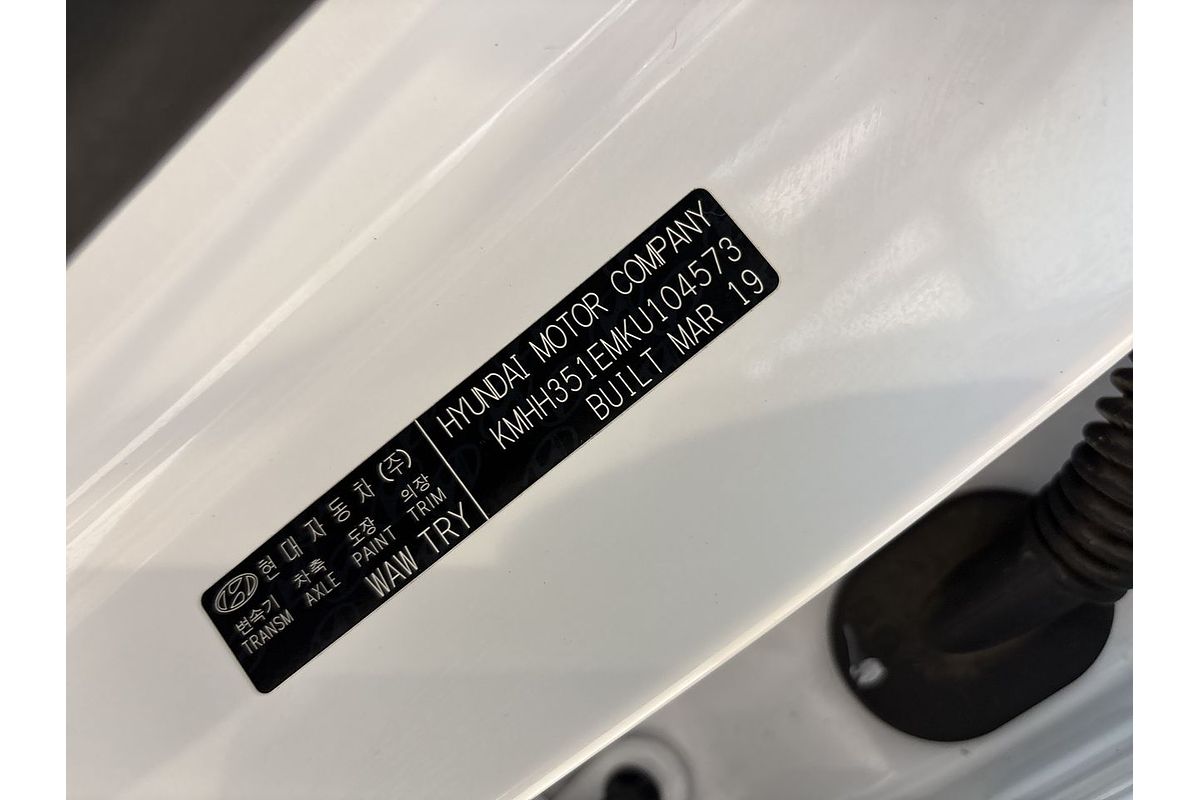 현대자동차(주)
변속기 차축 도장 의장
TRANSM AXLE PAINT TRIM
WAW TRY
HYUNDAI MOTOR COMPANY
KMHH351EMKU104573
BUILT MAR 19